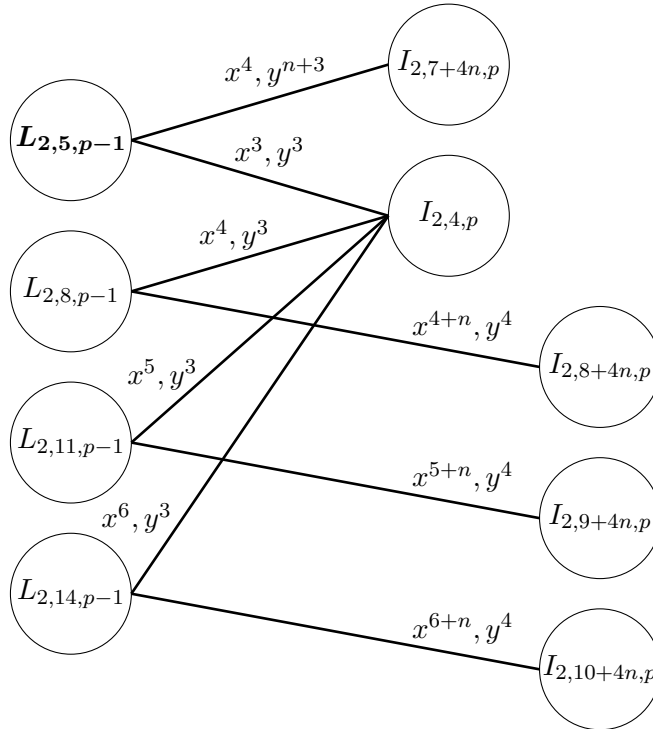 I_{2,7+4n,p}
x^4, y^{n+3}
L_{2,5,p−1}
x^3, y^3
I_{2,4,p}
x^4, y^3
L_{2,8,p−1}
x^{4+n}, y^4
I_{2,8+4n,p}
x^5, y^3
L_{2,11,p−1}
x^{5+n}, y^4
I_{2,9+4n,p}
x^6, y^3
L_{2,14,p−1}
x^{6+n}, y^4
I_{2,10+4n,p}